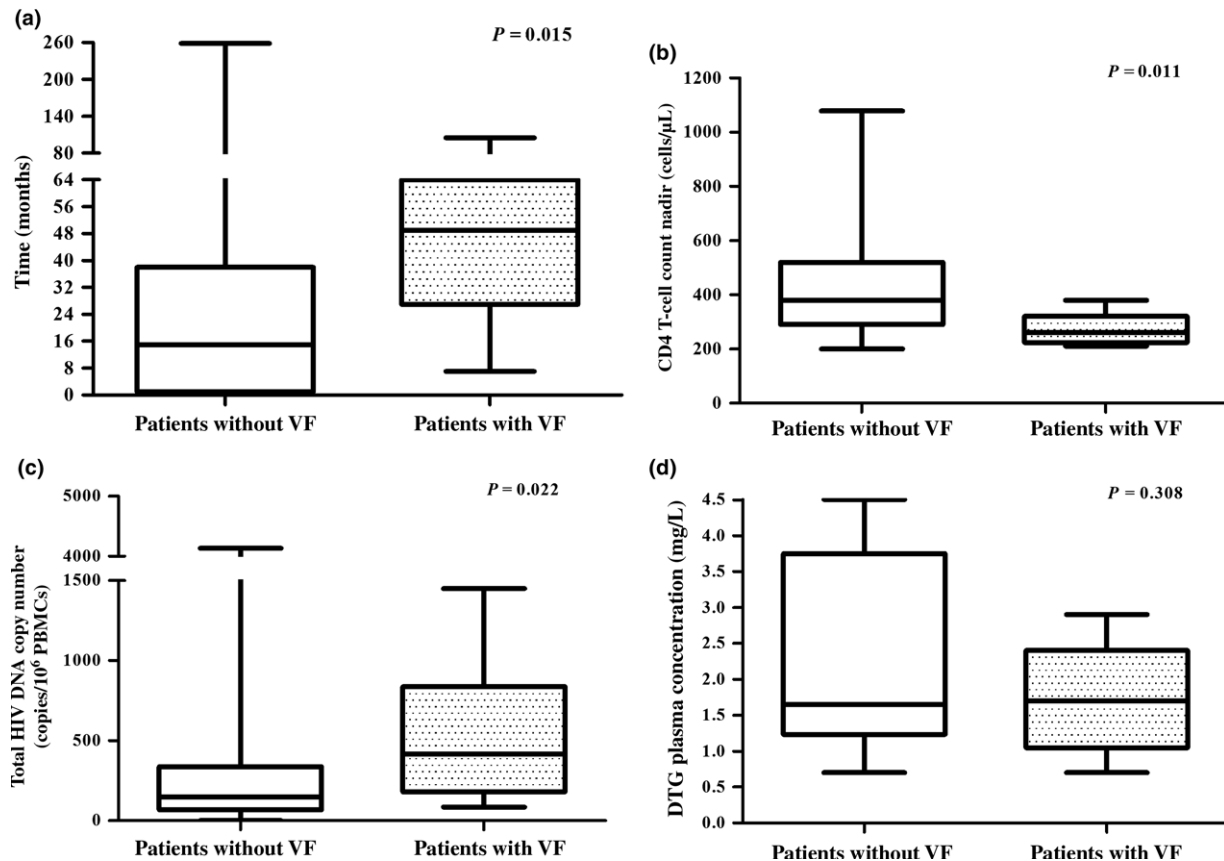 (a)
P = 0.015
Time (months)
260
200
140
80
64
56
48
40
32
24
16
8
0
Patients without VF
Patients with VF
(b)
P = 0.011
CD4 T-cell count nadir (cells/µL)
1200
1000
800
600
400
200
0
Patients without VF
Patients with VF
(c)
P = 0.022
Total HIV DNA copy number
(copies/10⁶ PBMCs)
5000
4000
1500
1000
500
0
Patients without VF
Patients with VF
(d)
P = 0.308
DTG plasma concentration (mg/L)
4.5
4.0
3.5
3.0
2.5
2.0
1.5
1.0
0.5
0.0
Patients without VF
Patients with VF